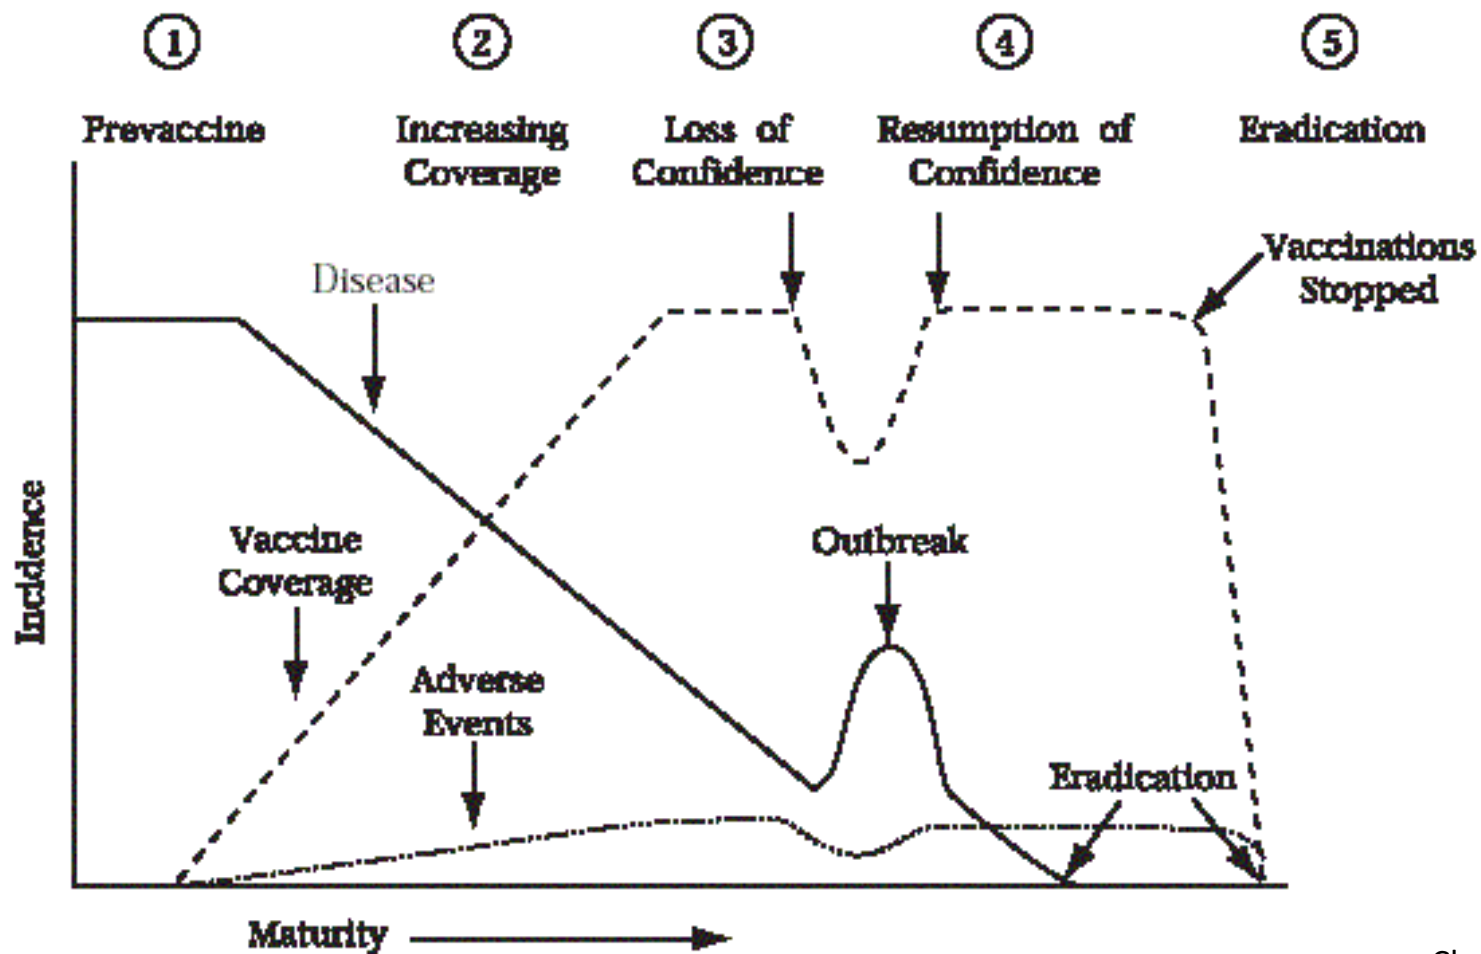 1
2
3
4
5
Prevaccine
Increasing
Coverage
Loss of
Confidence
Resumption of
Confidence
Eradication
Vaccinations
Stopped
Disease
Vaccine
Coverage
Outbreak
Adverse
Events
Eradication
Incidence
Maturity